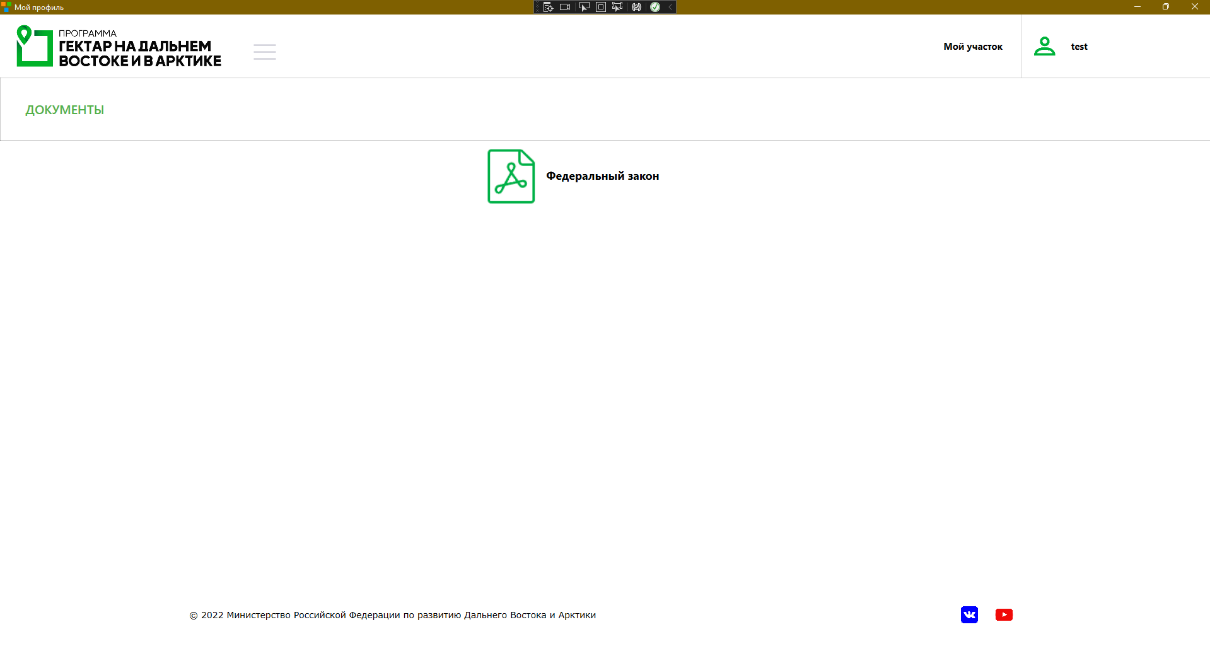 Мой профиль
ПРОГРАММА
ГЕКТАР НА ДАЛЬНЕМ
ВОСТОКЕ И В АРКТИКЕ
Мой участок
test
ДОКУМЕНТЫ
Федеральный закон
© 2022 Министерство Российской Федерации по развитию Дальнего Востока и Арктики